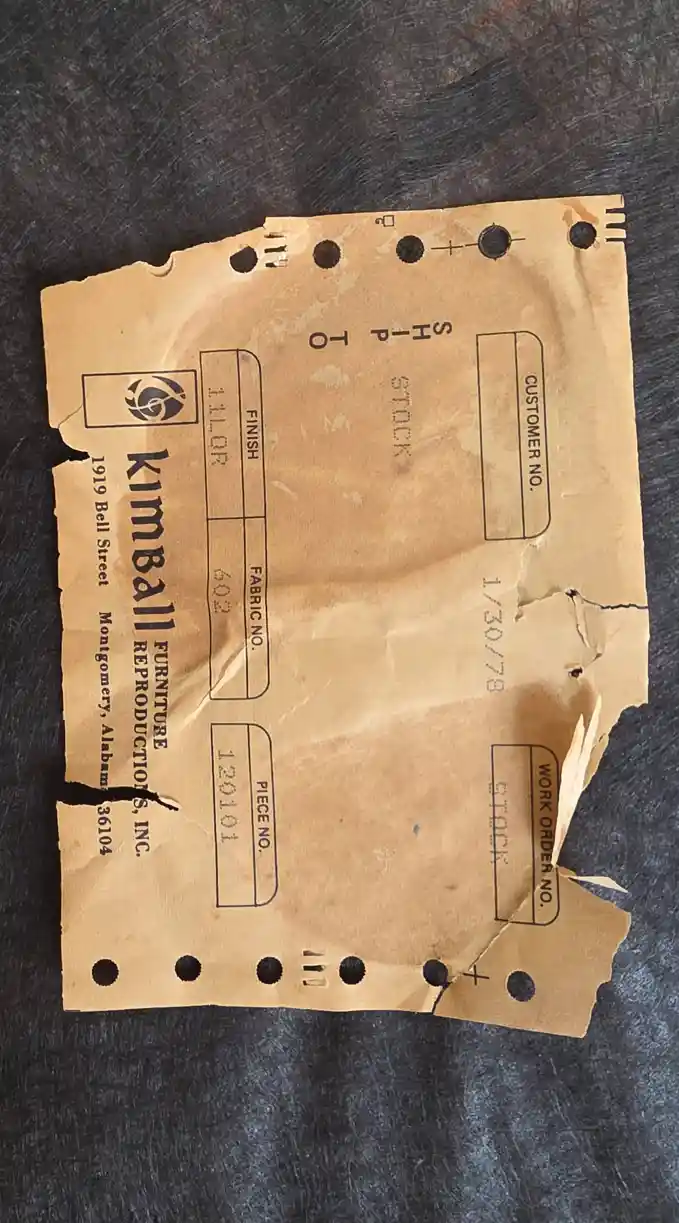 CUSTOMER NO.
1/30/78
WORK ORDER NO.
STOCK
SHIP TO
STOCK
FINISH
11LQR
FABRIC NO.
602
PIECE NO.
120101
KIMBALL FURNITURE
REPRODUCTIONS, INC.
1919 Bell Street Montgomery, Alabama 36104